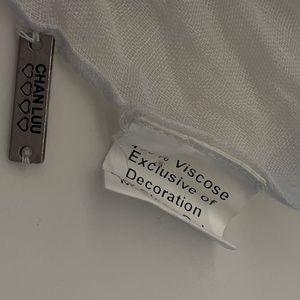 CHAN LUU
% Viscose
Exclusive of
Decoration